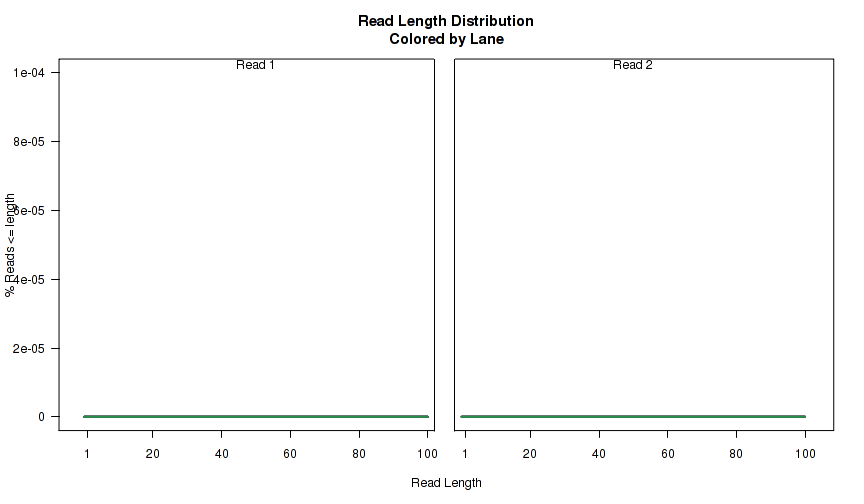 Read Length Distribution
Colored by Lane
Read 1
Read 2
% Reads <= length
1e-04
8e-05
6e-05
4e-05
2e-05
0
1 20 40 60 80 100
1 20 40 60 80 100
Read Length